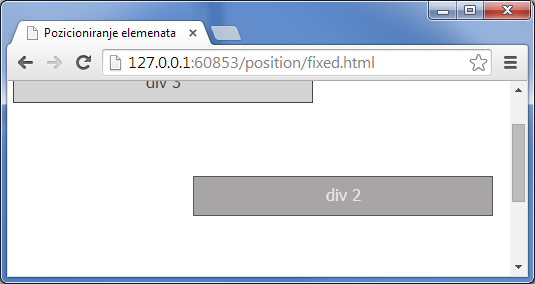 Pozicioniranje elemenata
127.0.0.1:60853/position/fixed.html
div 3
div 2